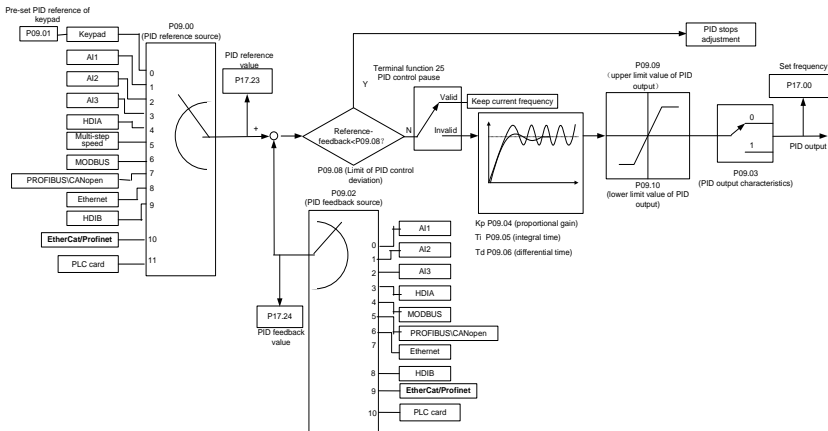 Pre-set PID reference of
keypad
P09.01
Keypad
AI1
AI2
AI3
HDIA
Multi-step
speed
MODBUS
PROFIBUS\CANopen
Ethernet
HDIB
EtherCat/Profinet
PLC card
P09.00
(PID reference source)
0
1
2
3
4
5
6
7
8
9
10
11
PID reference
value
P17.23
+
-
P17.24
PID feedback
value
Y
Reference-
feedback<P09.08?
N
P09.08 (Limit of PID control
deviation)
Terminal function 25
PID control pause
Valid
Invalid
Keep current frequency
PID stops
adjustment
Kp P09.04 (proportional gain)
Ti P09.05 (integral time)
Td P09.06 (differential time)
P09.09
(upper limit value of PID
output)
P09.10
(lower limit value of PID
output)
0
1
P09.03
(PID output characteristics)
Set frequency
P17.00
PID output
P09.02
(PID feedback source)
0
1
2
3
4
5
6
7
8
9
10
AI1
AI2
AI3
HDIA
MODBUS
PROFIBUS\CANopen
Ethernet
HDIB
EtherCat/Profinet
PLC card